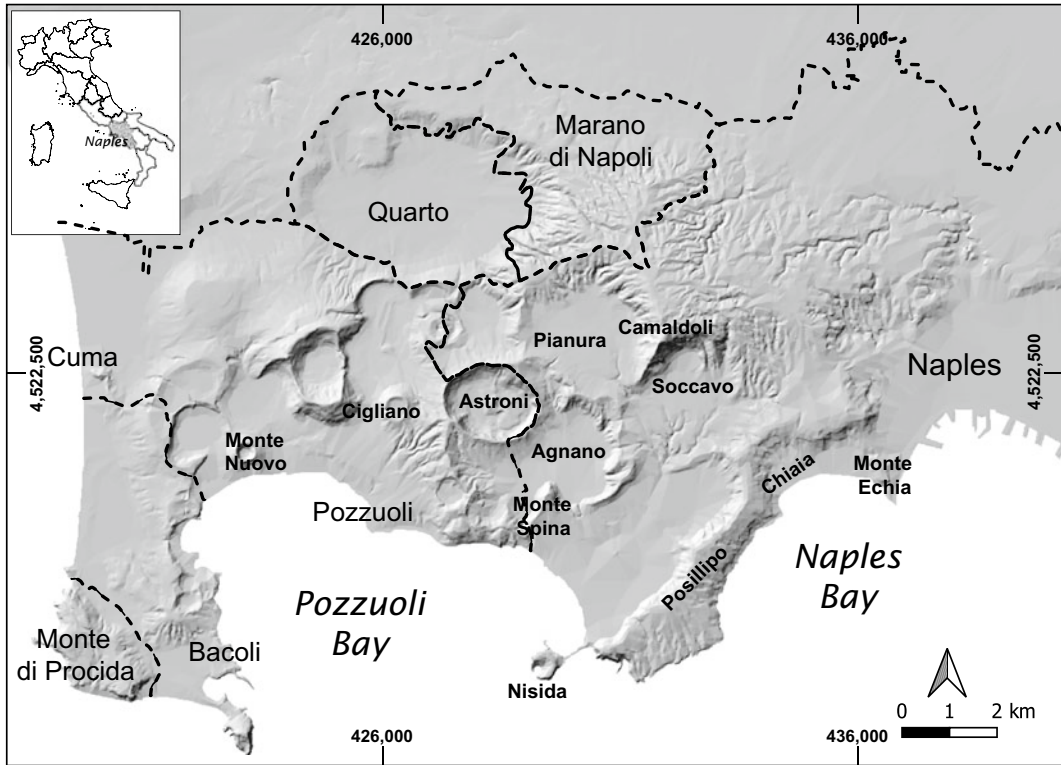 426,000
436,000
Naples
Marano
di Napoli
Quarto
Pianura
Camaldoli
Cuma
4,522,500
Soccavo
Naples
4,522,500
Cigliano
Astroni
Monte
Nuovo
Agnano
Chiaia
Monte
Echia
Pozzuoli
Monte
Spina
Posillipo
Naples
Bay
Pozzuoli
Bay
Monte
di Procida
Bacoli
Nisida
0 1 2 km
426,000
436,000